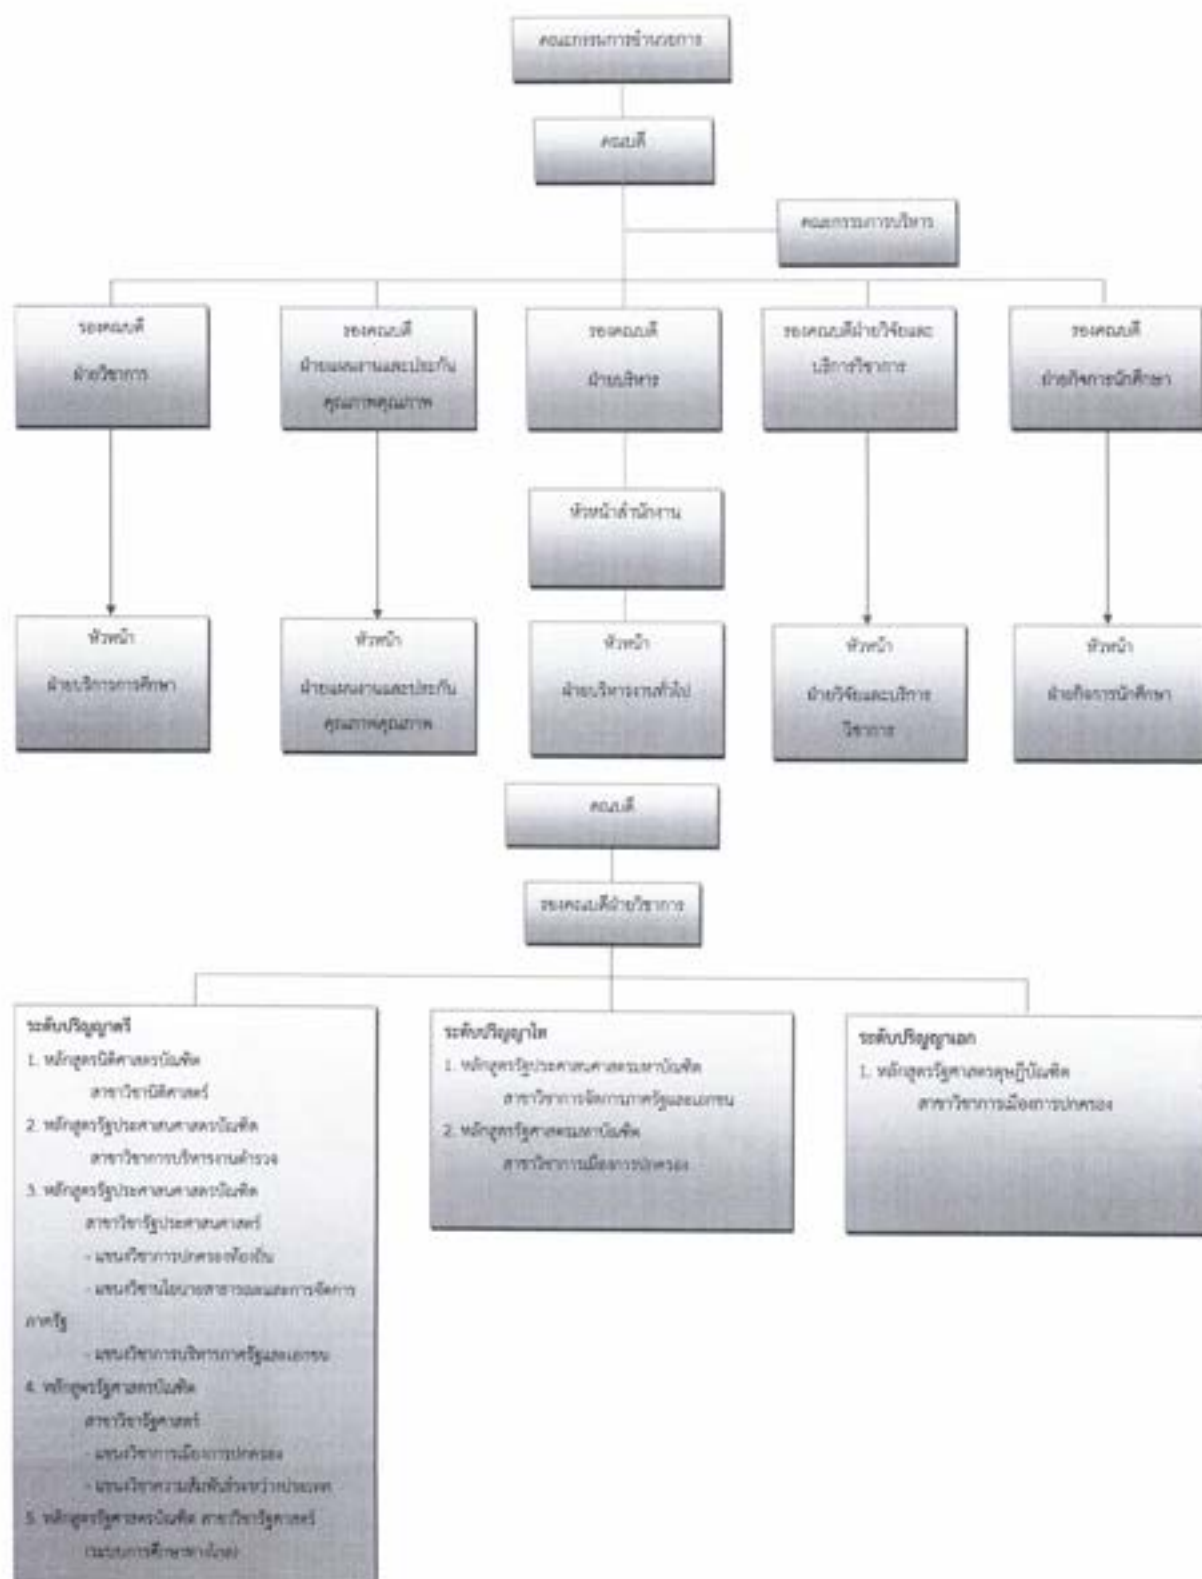 คณะกรรมการอำนวยการ
คณบดี
คณะกรรมการบริหาร
รองคณบดี
ฝ่ายวิชาการ
รองคณบดี
ฝ่ายแผนงานและประกัน
คุณภาพคุณภาพ
รองคณบดี
ฝ่ายบริหาร
รองคณบดีฝ่ายวิจัยและ
บริการวิชาการ
รองคณบดี
ฝ่ายกิจการนักศึกษา
หัวหน้าสำนักงาน
หัวหน้า
ฝ่ายบริการการศึกษา
หัวหน้า
ฝ่ายแผนงานและประกัน
คุณภาพคุณภาพ
หัวหน้า
ฝ่ายบริหารงานทั่วไป
หัวหน้า
ฝ่ายวิจัยและบริการ
วิชาการ
หัวหน้า
ฝ่ายกิจการนักศึกษา
คณบดี
รองคณบดีฝ่ายวิชาการ
ระดับปริญญาตรี
1. หลักสูตรนิติศาสตรบัณฑิต
สาขาวิชานิติศาสตร์
2. หลักสูตรรัฐประศาสนศาสตรบัณฑิต
สาขาวิชาการบริหารงานตำรวจ
3. หลักสูตรรัฐประศาสนศาสตรบัณฑิต
สาขาวิชารัฐประศาสนศาสตร์
- แขนงวิชาการปกครองท้องถิ่น
- แขนงวิชานโยบายสาธารณะและการจัดการ
ภาครัฐ
- แขนงวิชาการบริหารภาครัฐและเอกชน
4. หลักสูตรรัฐศาสตรบัณฑิต
สาขาวิชารัฐศาสตร์
- แขนงวิชาการเมืองการปกครอง
- แขนงวิชาความสัมพันธ์ระหว่างประเทศ
5. หลักสูตรรัฐศาสตรบัณฑิต สาขาวิชารัฐศาสตร์
(ระบบการศึกษาทางไกล)
ระดับปริญญาโท
1. หลักสูตรรัฐประศาสนศาสตรมหาบัณฑิต
สาขาวิชาการจัดการภาครัฐและเอกชน
2. หลักสูตรรัฐศาสตรมหาบัณฑิต
สาขาวิชาการเมืองการปกครอง
ระดับปริญญาเอก
1. หลักสูตรรัฐศาสตรดุษฎีบัณฑิต
สาขาวิชาการเมืองการปกครอง